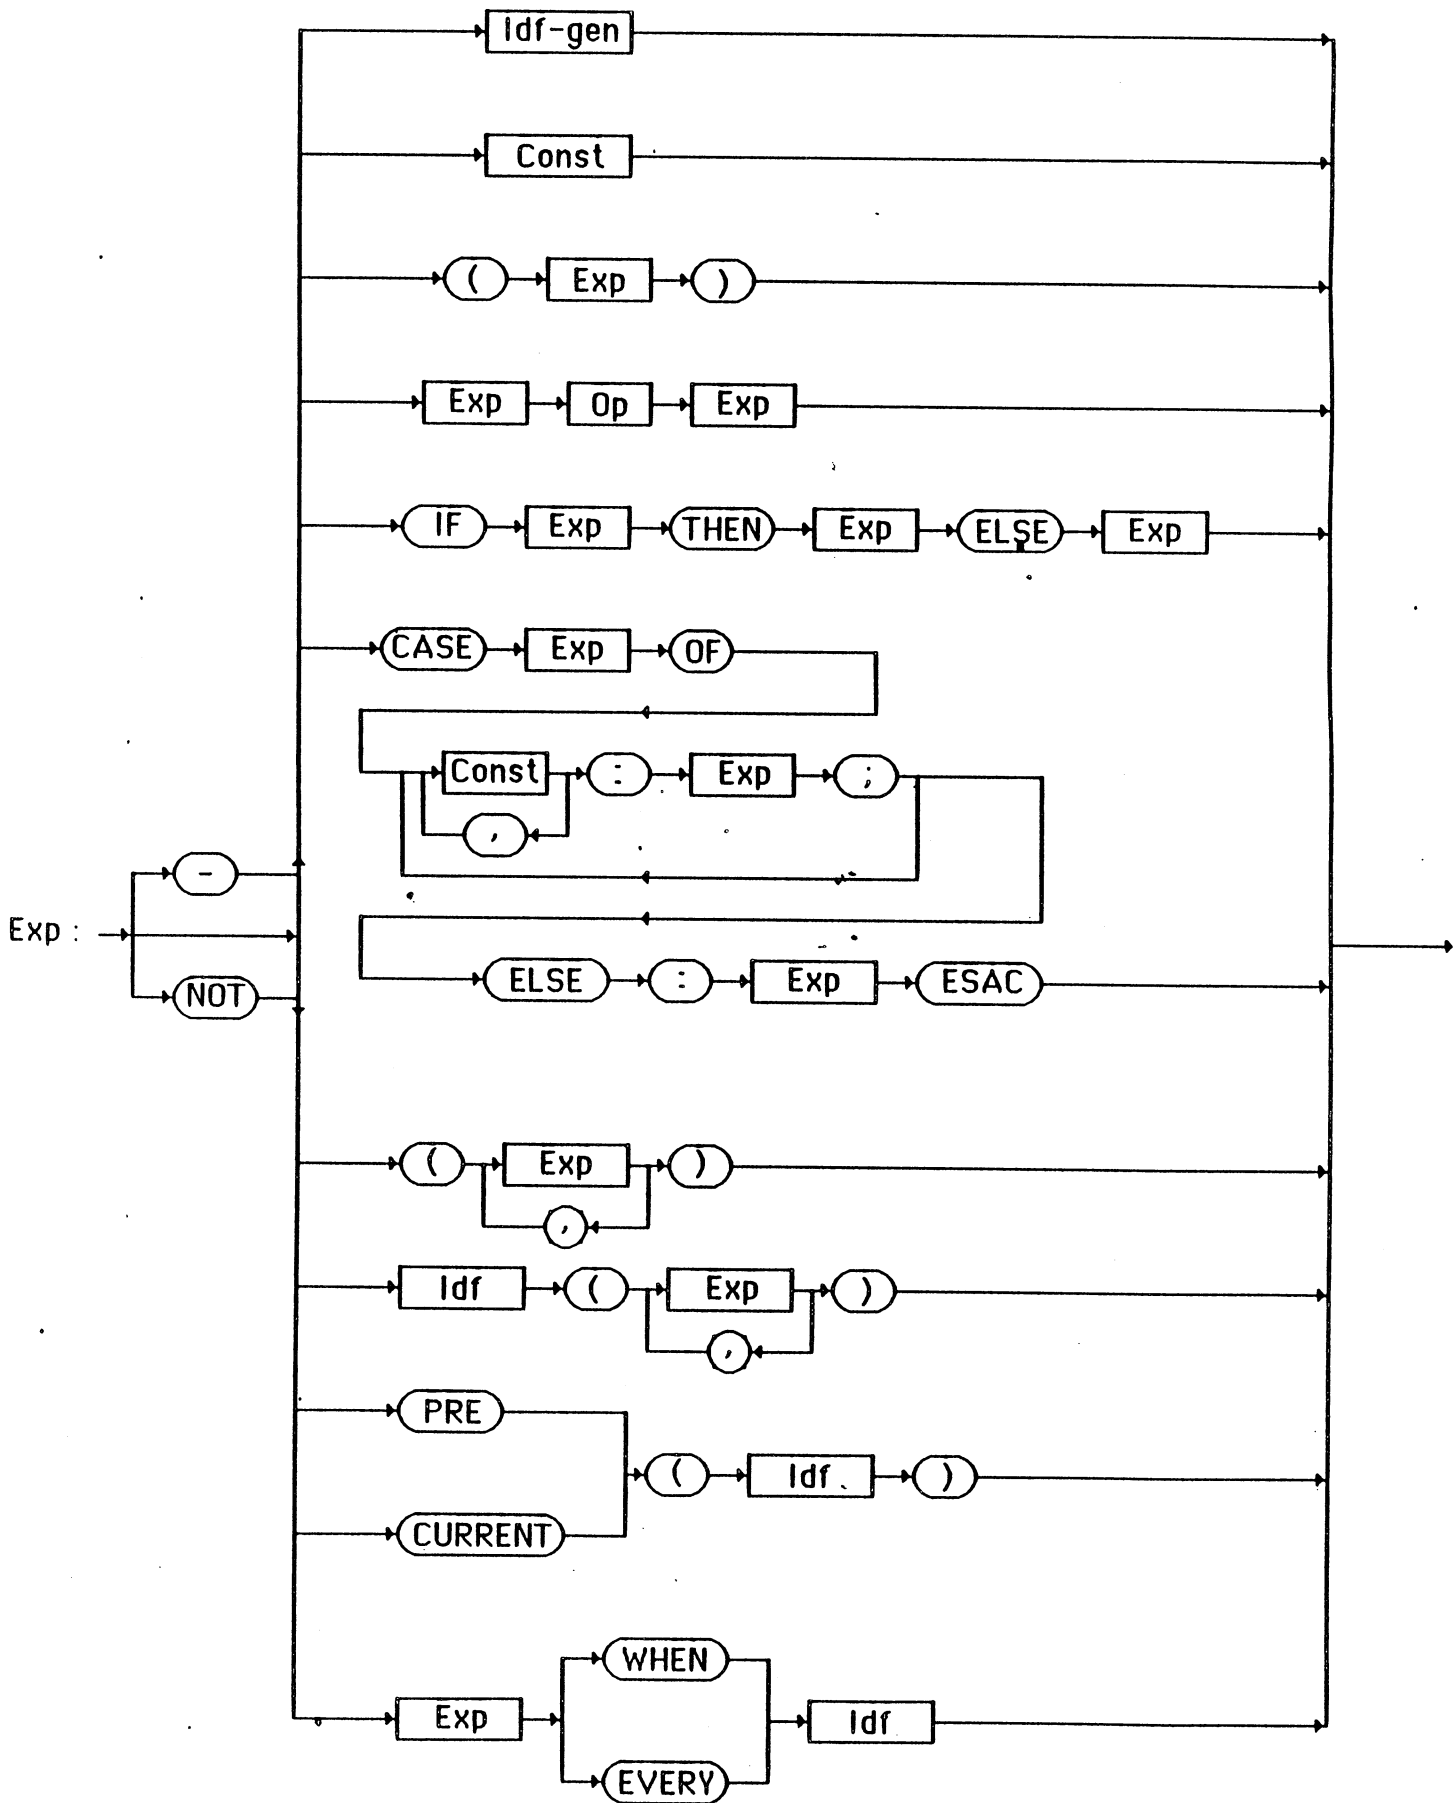 Idf-gen
Const
( Exp )
Exp Op Exp
IF Exp THEN Exp ELSE Exp
CASE Exp OF
Const : Exp ;
,
-
Exp :
NOT
ELSE : Exp ESAC
( Exp )
,
Idf ( Exp )
,
PRE
( Idf )
CURRENT
WHEN
Exp Idf
EVERY